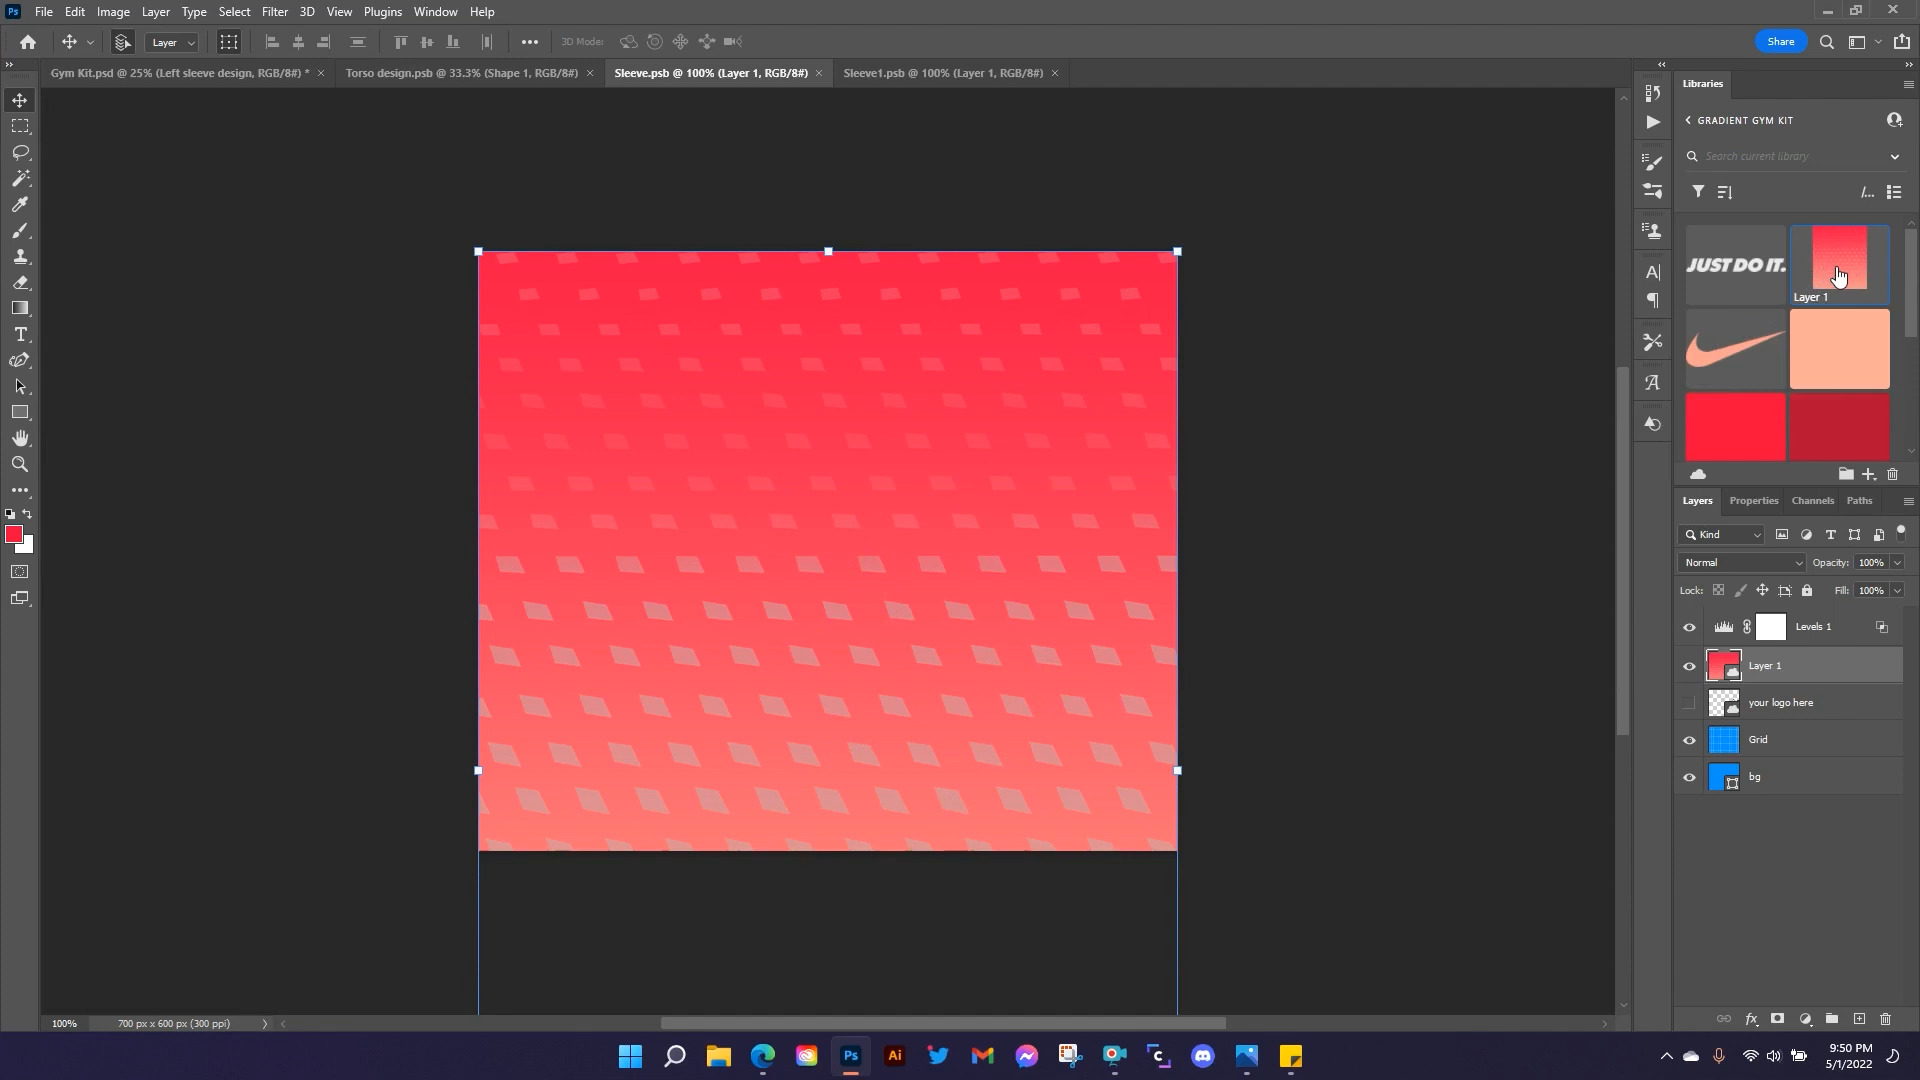 Ps File Edit Image Layer Type Select Filter 3D View Plugins Window Help
Layer 3D Mode: Share
Gym Kit.psd @ 25% (Left sleeve design, RGB/8#) * × Torso design.psb @ 33.3% (Shape 1, RGB/8#) × Sleeve.psb @ 100% (Layer 1, RGB/8#) × Sleeve1.psb @ 100% (Layer 1, RGB/8#) ×
Libraries
GRADIENT GYM KIT
Search current library
JUST DO IT.
Layer 1
Layers Properties Channels Paths
Kind
Normal Opacity: 100%
Lock: Fill: 100%
Levels 1
Layer 1
your logo here
Grid
bg
100% 700 px x 600 px (300 ppi)
Ps Ai
9:50 PM
5/1/2022